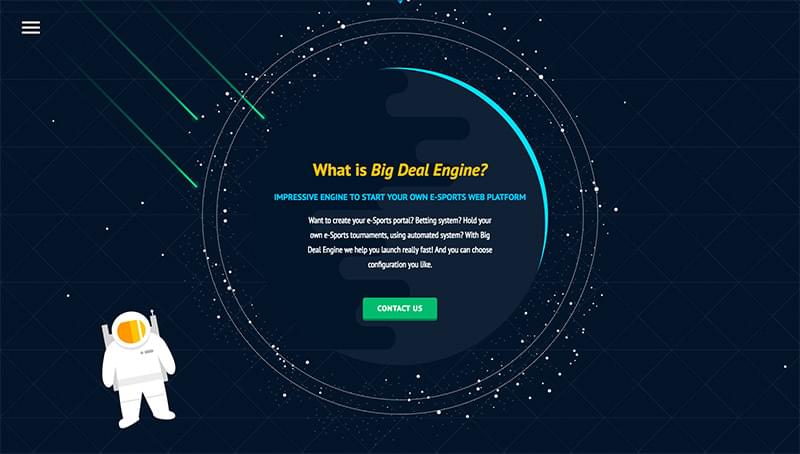 What is Big Deal Engine?
IMPRESSIVE ENGINE TO START YOUR OWN E-SPORTS WEB PLATFORM
Want to create your e-Sports portal? Betting system? Hold your
own e-Sports tournaments, using automated system? With Big
Deal Engine we help you launch really fast! And you can choose
configuration you like.
CONTACT US